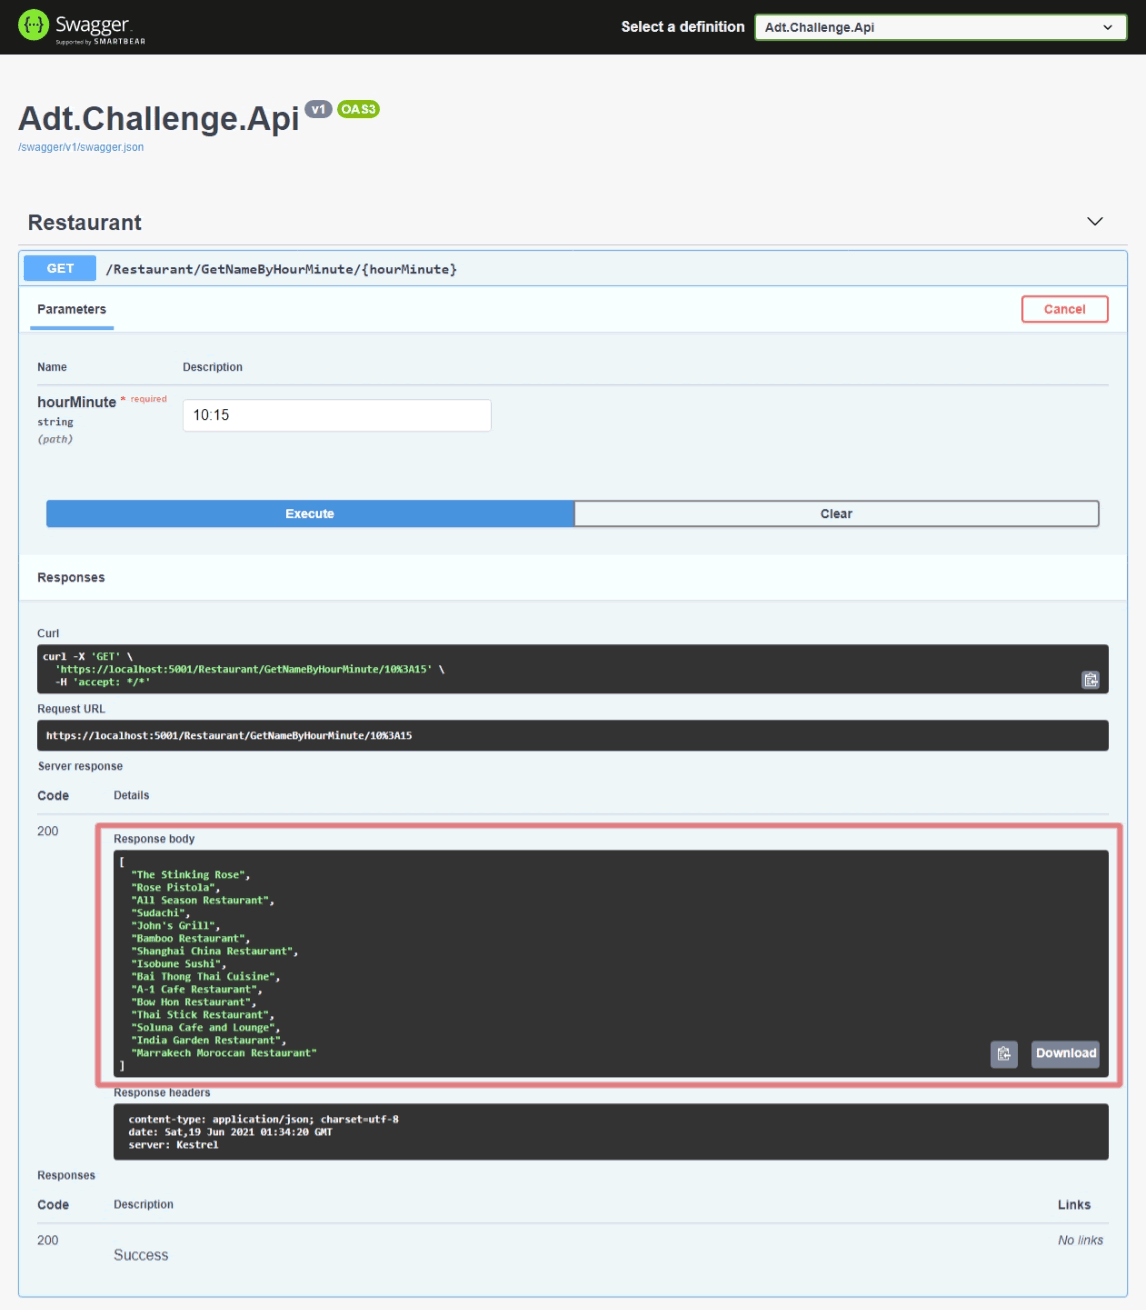 Swagger.
Supported by SMARTBEAR
Select a definition
Adt.Challenge.Api
Adt.Challenge.Api v1 OAS3
/swagger/v1/swagger.json
Restaurant
GET /Restaurant/GetNameByHourMinute/{hourMinute}
Parameters
Cancel
Name Description
hourMinute * required
string
(path)
10:15
Execute
Clear
Responses
Curl
curl -X 'GET' \
'https://localhost:5001/Restaurant/GetNameByHourMinute/10%3A15' \
-H 'accept: */*'
Request URL
https://localhost:5001/Restaurant/GetNameByHourMinute/10%3A15
Server response
Code Details
200
Response body
[
"The Stinking Rose",
"Rose Pistola",
"All Season Restaurant",
"Sudachi",
"John's Grill",
"Bamboo Restaurant",
"Shanghai China Restaurant",
"Isobune Sushi",
"Bai Thong Thai Cuisine",
"A-1 Cafe Restaurant",
"Bow Hon Restaurant",
"Thai Stick Restaurant",
"Soluna Cafe and Lounge",
"India Garden Restaurant",
"Marrakech Moroccan Restaurant"
]
Download
Response headers
content-type: application/json; charset=utf-8
date: Sat,19 Jun 2021 01:34:20 GMT
server: Kestrel
Responses
Code Description Links
200
Success
No links